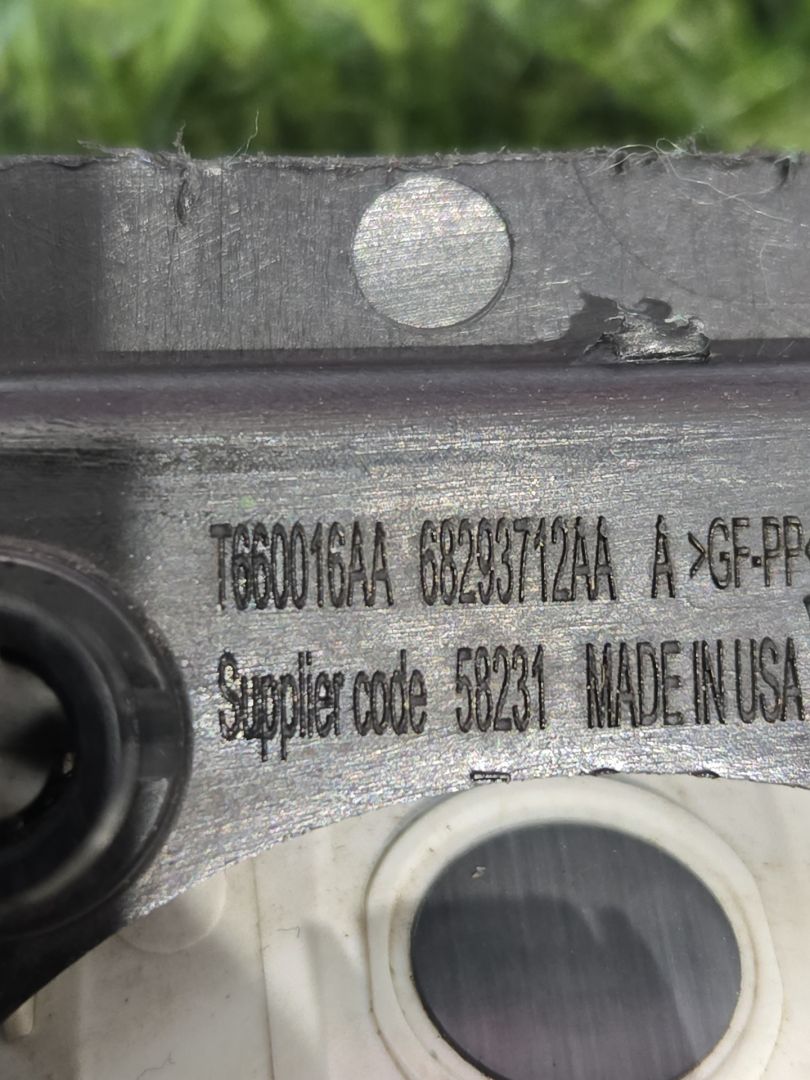 T660016AA 68293712AA A >GF-PP<
Supplier code 58231 MADE IN USA